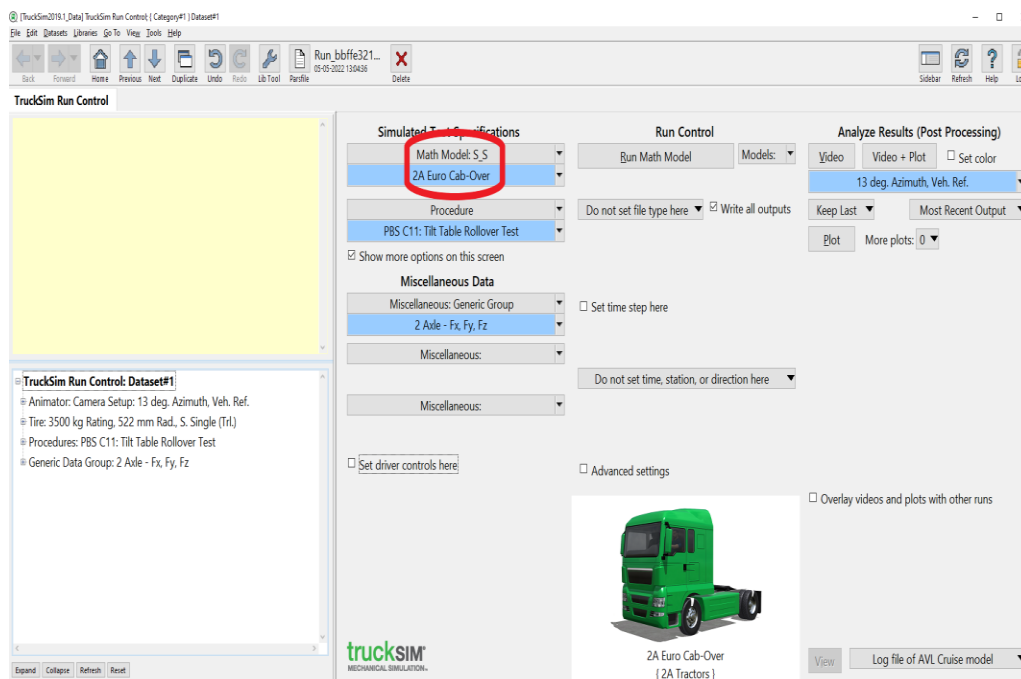 [TruckSim2019.1_Data] TruckSim Run Control; { Category#1 } Dataset#1
File Edit Datasets Libraries Go To View Tools Help
Back Forward Home Previous Next Duplicate Undo Redo Lib Tool Parsfile Run_bbffe321... 05-05-2022 13:04:36 Delete Sidebar Refresh Help
TruckSim Run Control
Simulated Test Specifications
Math Model: S_S
2A Euro Cab-Over
Procedure
PBS C11: Tilt Table Rollover Test
Show more options on this screen
Miscellaneous Data
Miscellaneous: Generic Group
2 Axle - Fx, Fy, Fz
Miscellaneous:
Miscellaneous:
Set driver controls here
Run Control
Run Math Model Models:
Do not set file type here Write all outputs
Set time step here
Do not set time, station, or direction here
Advanced settings
Analyze Results (Post Processing)
Video Video + Plot Set color
13 deg. Azimuth, Veh. Ref.
Keep Last Most Recent Output
Plot More plots: 0
Overlay videos and plots with other runs
TruckSim Run Control: Dataset#1
Animator: Camera Setup: 13 deg. Azimuth, Veh. Ref.
Tire: 3500 kg Rating, 522 mm Rad., S. Single (Trl.)
Procedures: PBS C11: Tilt Table Rollover Test
Generic Data Group: 2 Axle - Fx, Fy, Fz
Expand Collapse Refresh Reset
truckSIM
MECHANICAL SIMULATION
2A Euro Cab-Over
{ 2A Tractors }
View Log file of AVL Cruise model